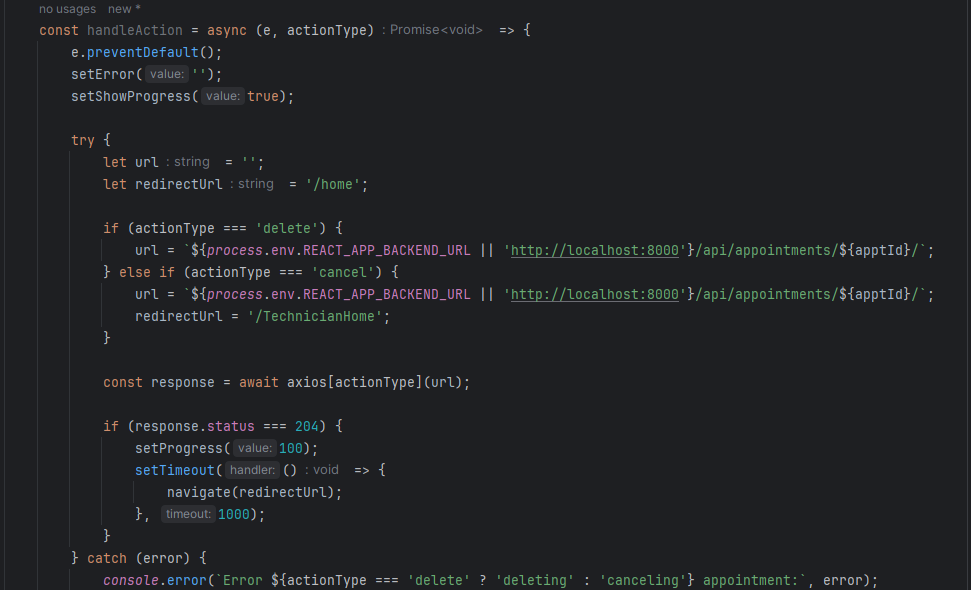 no usages   new *
const handleAction = async (e, actionType) : Promise<void>  => {
    e.preventDefault();
    setError( value: '');
    setShowProgress( value: true);

    try {
        let url : string  = '';
        let redirectUrl : string  = '/home';

        if (actionType === 'delete') {
            url = `${process.env.REACT_APP_BACKEND_URL || 'http://localhost:8000'}/api/appointments/${apptId}/`;
        } else if (actionType === 'cancel') {
            url = `${process.env.REACT_APP_BACKEND_URL || 'http://localhost:8000'}/api/appointments/${apptId}/`;
            redirectUrl = '/TechnicianHome';
        }

        const response = await axios[actionType](url);

        if (response.status === 204) {
            setProgress( value: 100);
            setTimeout( handler: () : void  => {
                navigate(redirectUrl);
            },  timeout: 1000);
        }
    } catch (error) {
        console.error(`Error ${actionType === 'delete' ? 'deleting' : 'canceling'} appointment:`, error);